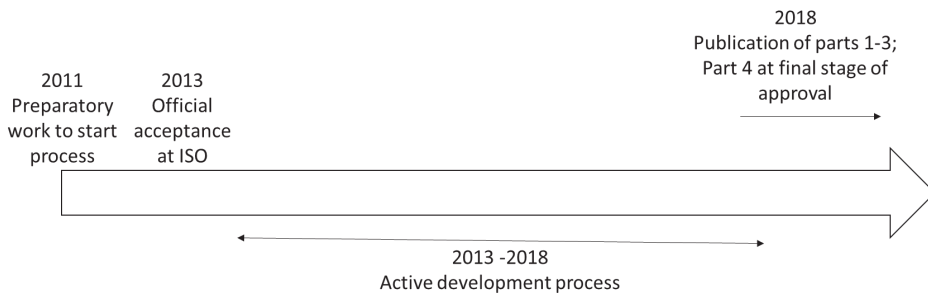 2011
Preparatory
work to start
process
2013
Official
acceptance
at ISO
2018
Publication of parts 1-3;
Part 4 at final stage of
approval
2013 -2018
Active development process